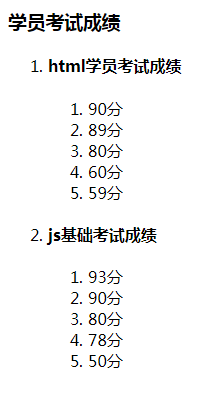 学员考试成绩
1. html学员考试成绩
1. 90分
2. 89分
3. 80分
4. 60分
5. 59分
2. js基础考试成绩
1. 93分
2. 90分
3. 80分
4. 78分
5. 50分